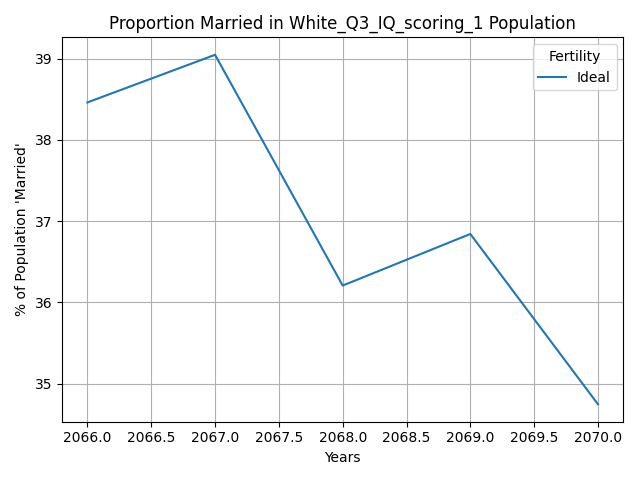 Proportion Married in White_Q3_IQ_scoring_1 Population
Fertility
Ideal
% of Population 'Married'
39
38
37
36
35
2066.0 2066.5 2067.0 2067.5 2068.0 2068.5 2069.0 2069.5 2070.0
Years